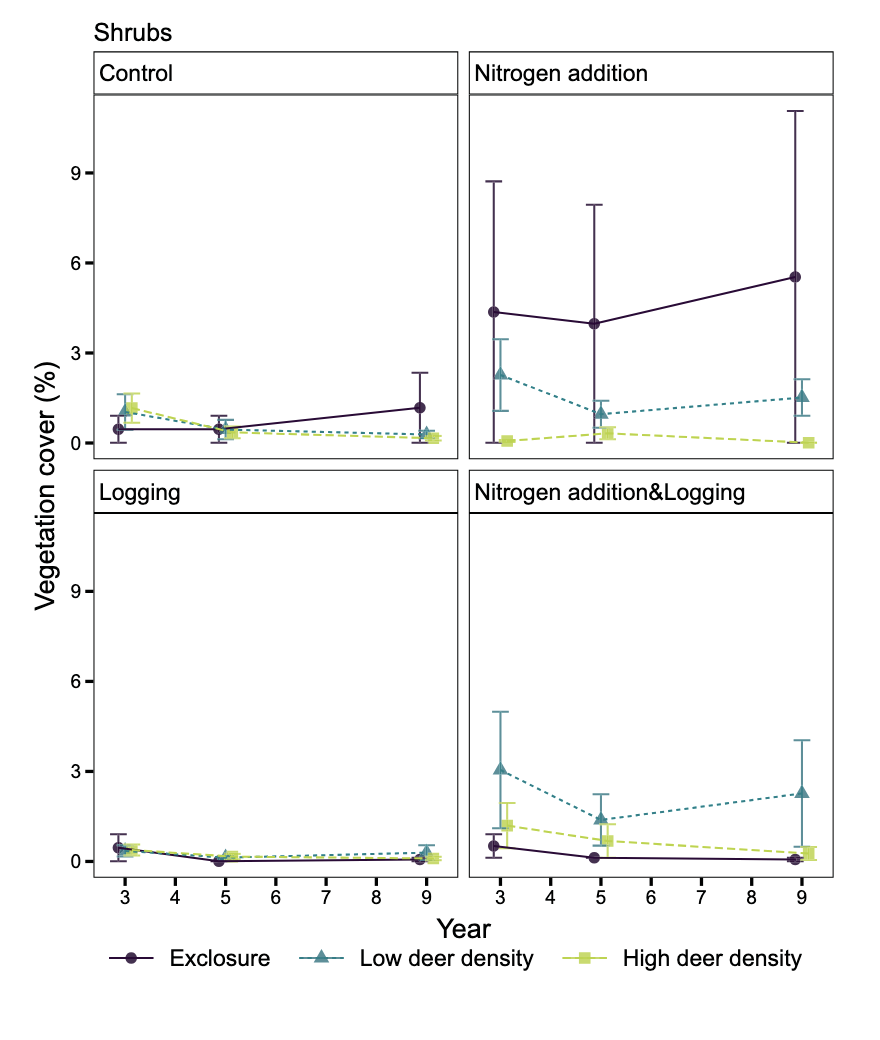 Shrubs
Control
Nitrogen addition
9
6
3
0
Logging
Nitrogen addition&Logging
9
6
3
0
Vegetation cover (%)
3 4 5 6 7 8 9
3 4 5 6 7 8 9
Year
Exclosure Low deer density High deer density